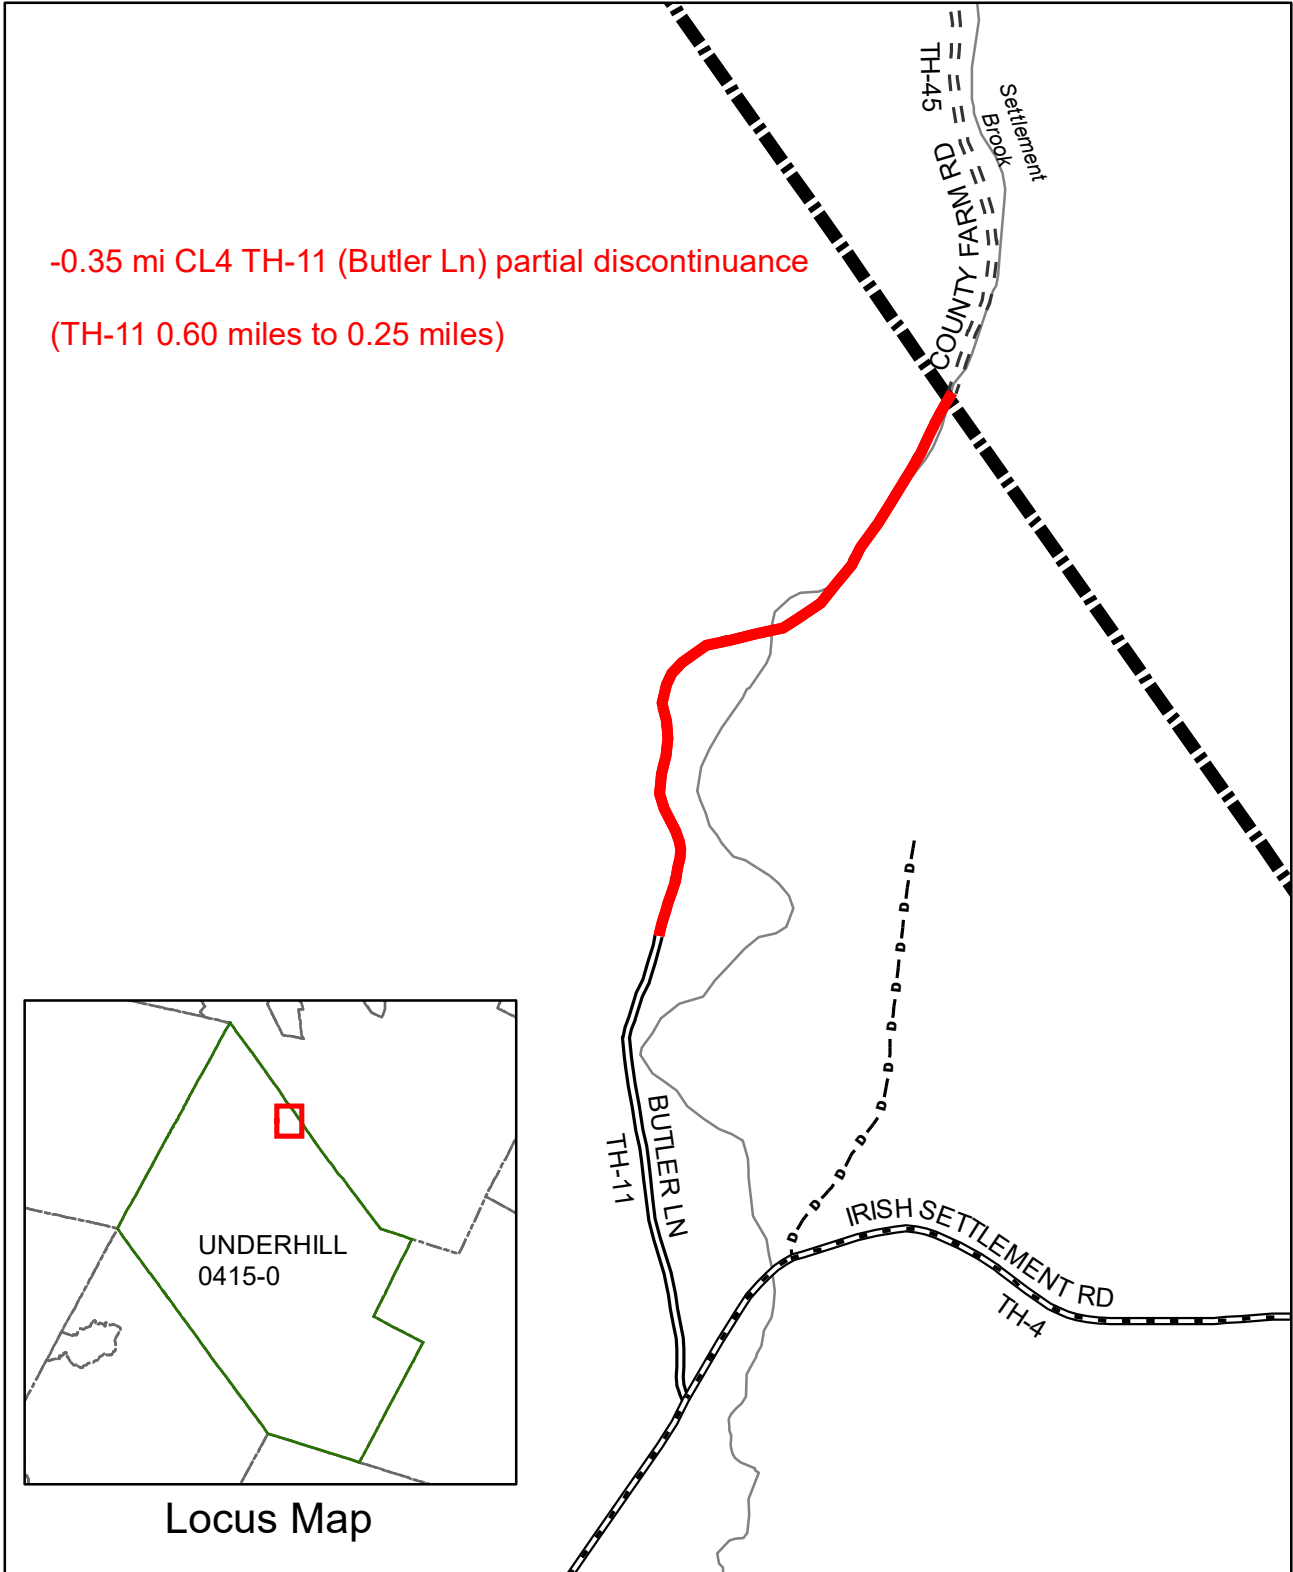 TH-45
Settlement
Brook
COUNTY FARM RD
-0.35 mi CL4 TH-11 (Butler Ln) partial discontinuance
(TH-11 0.60 miles to 0.25 miles)
D
D
D
D
D
D
D
D
D
D
BUTLER LN
TH-11
IRISH SETTLEMENT RD
TH-4
UNDERHILL
0415-0
Locus Map